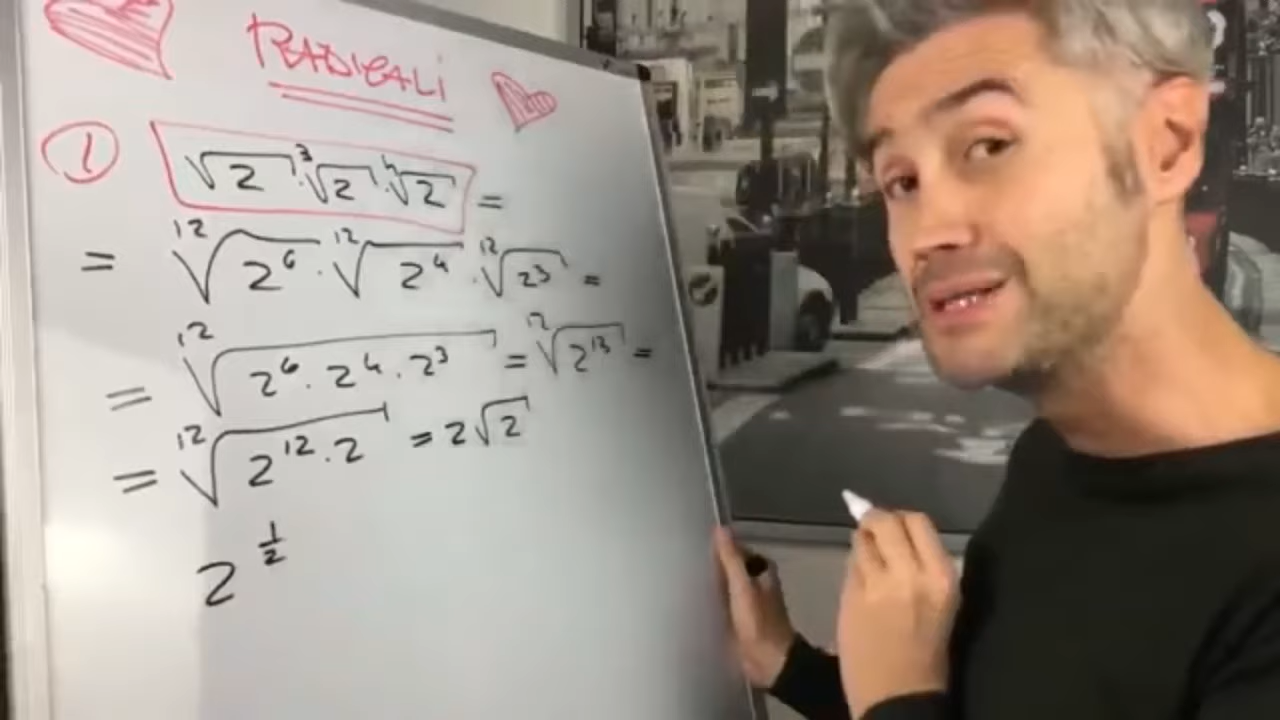 RADICALI
1 √2 · ³√2 · ⁴√2 =
= ¹²√2⁶ · ¹²√2⁴ · ¹²√2³ =
= ¹²√2⁶ · 2⁴ · 2³ = ¹²√2¹³ =
= ¹²√2¹² · 2 = 2√2
2^½